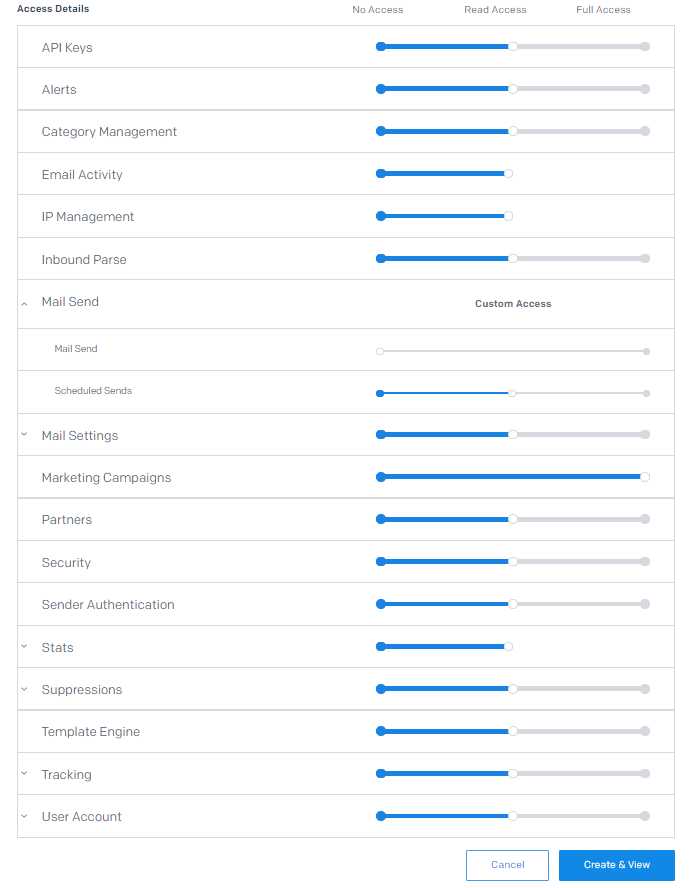 Access Details No Access Read Access Full Access
API Keys
Alerts
Category Management
Email Activity
IP Management
Inbound Parse
Mail Send Custom Access
Mail Send
Scheduled Sends
Mail Settings
Marketing Campaigns
Partners
Security
Sender Authentication
Stats
Suppressions
Template Engine
Tracking
User Account
Cancel Create & View